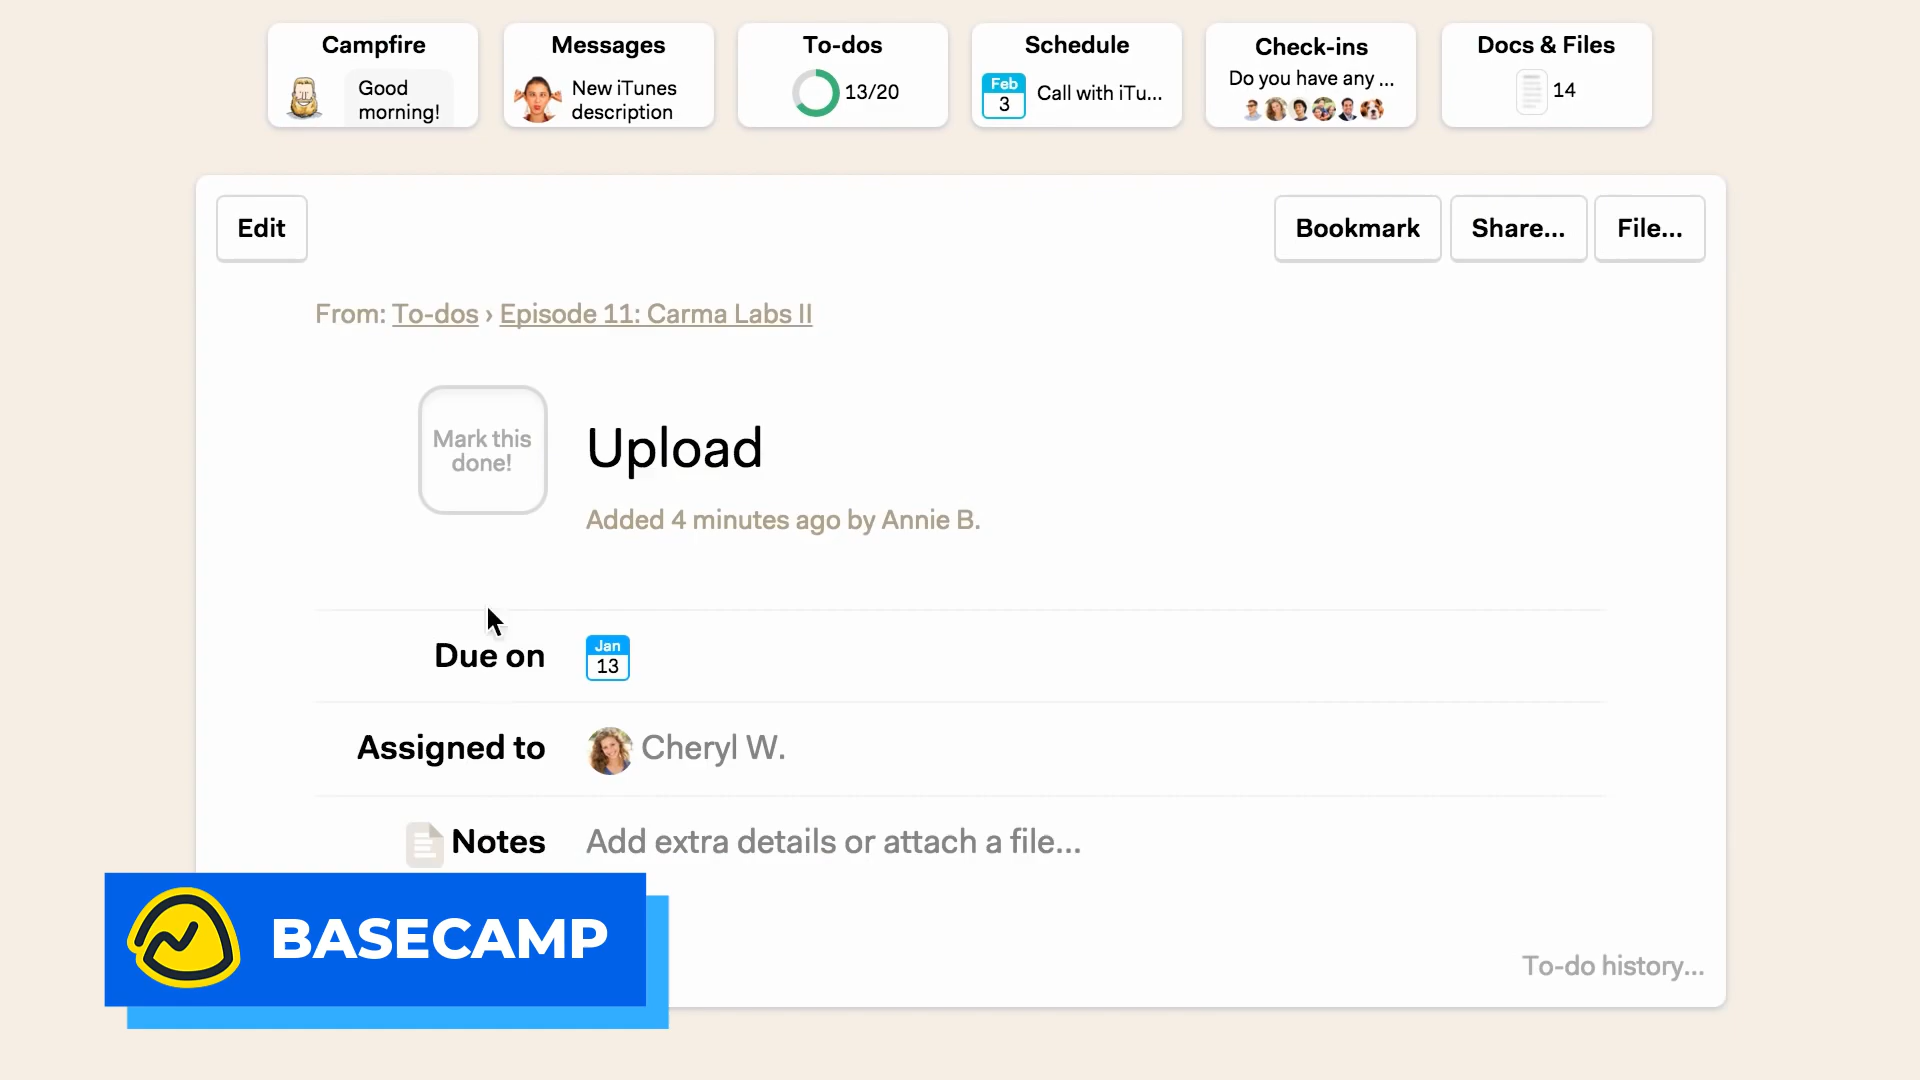 Campfire
Good
morning!
Messages
New iTunes
description
To-dos
13/20
Schedule
Feb
3
Call with iTu...
Check-ins
Do you have any ...
Docs & Files
14
Edit
Bookmark
Share...
File...
From: To-dos › Episode 11: Carma Labs II
Mark this
done!
Upload
Added 4 minutes ago by Annie B.
Due on
Jan
13
Assigned to
Cheryl W.
Notes
Add extra details or attach a file...
BASECAMP
To-do history...